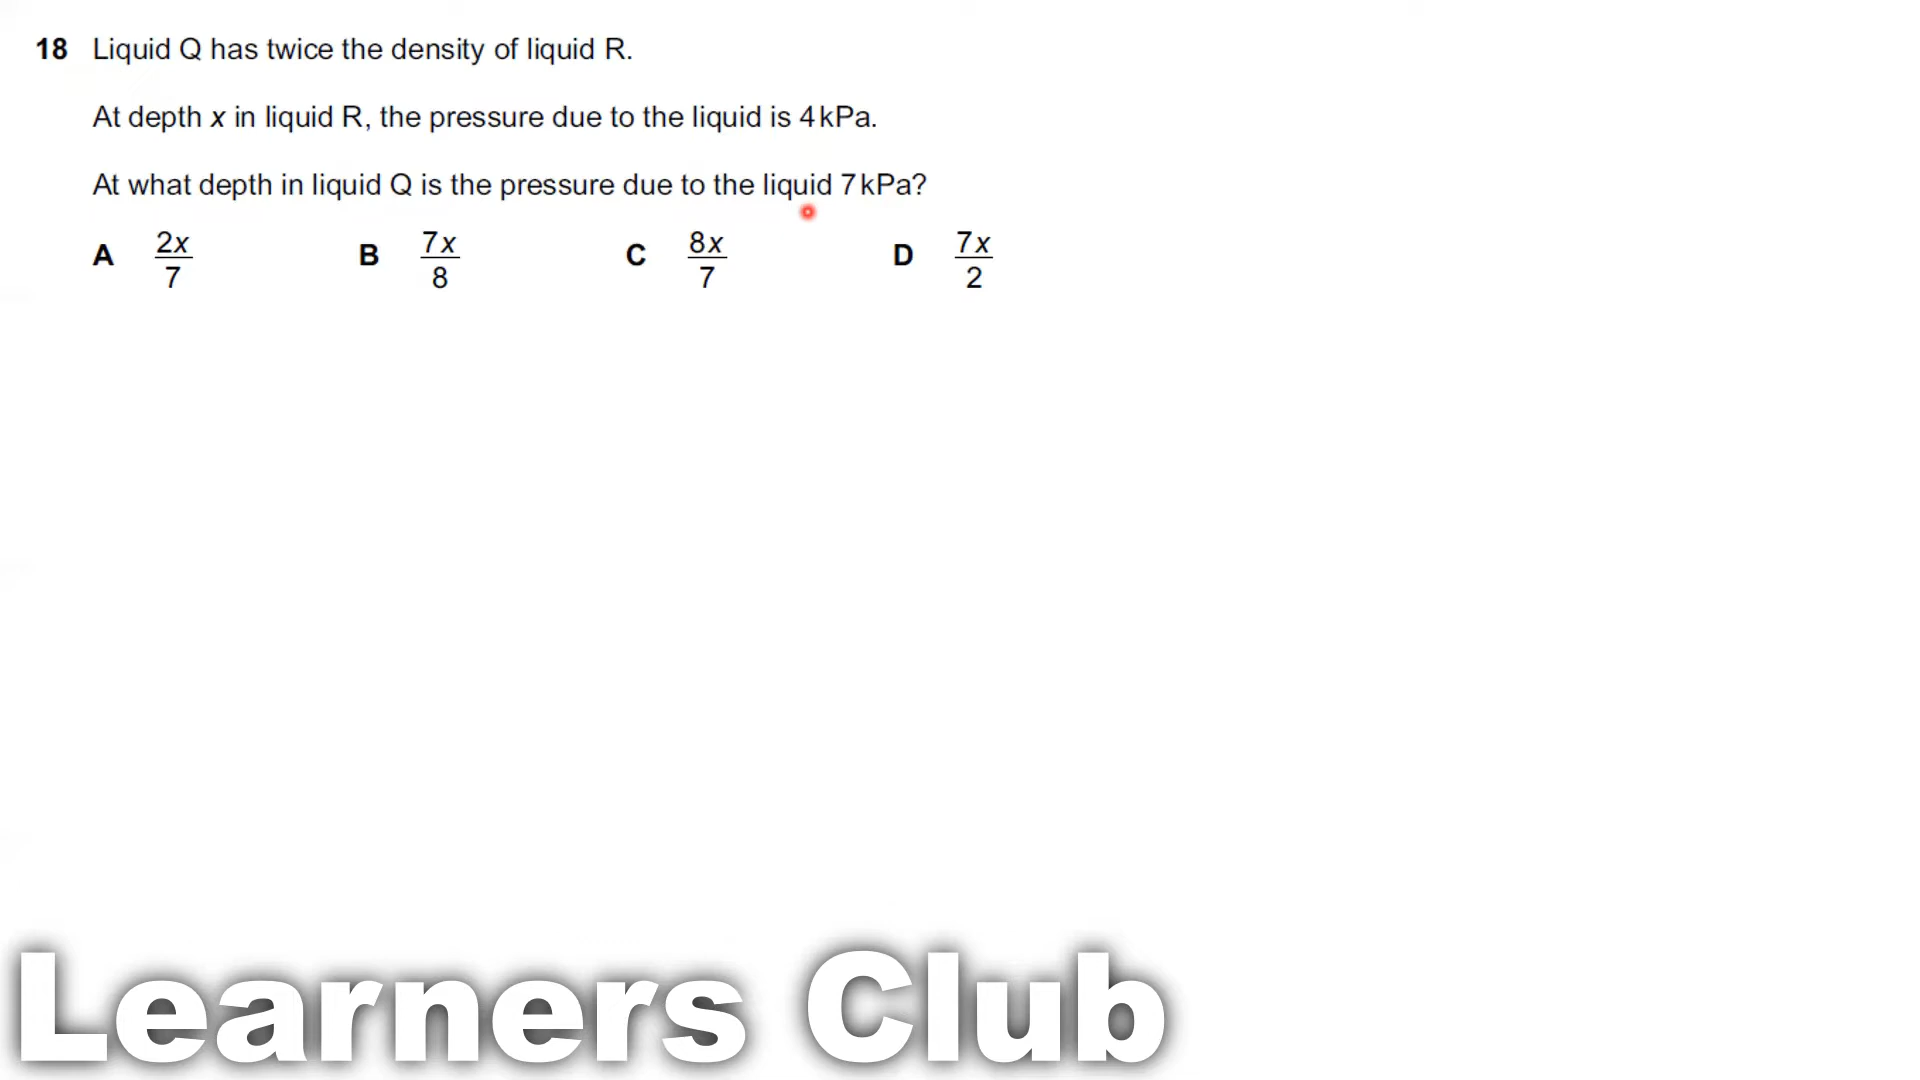 18 Liquid Q has twice the density of liquid R.
At depth x in liquid R, the pressure due to the liquid is 4 kPa.
At what depth in liquid Q is the pressure due to the liquid 7 kPa?
A 2x/7 B 7x/8 C 8x/7 D 7x/2
Learners Club